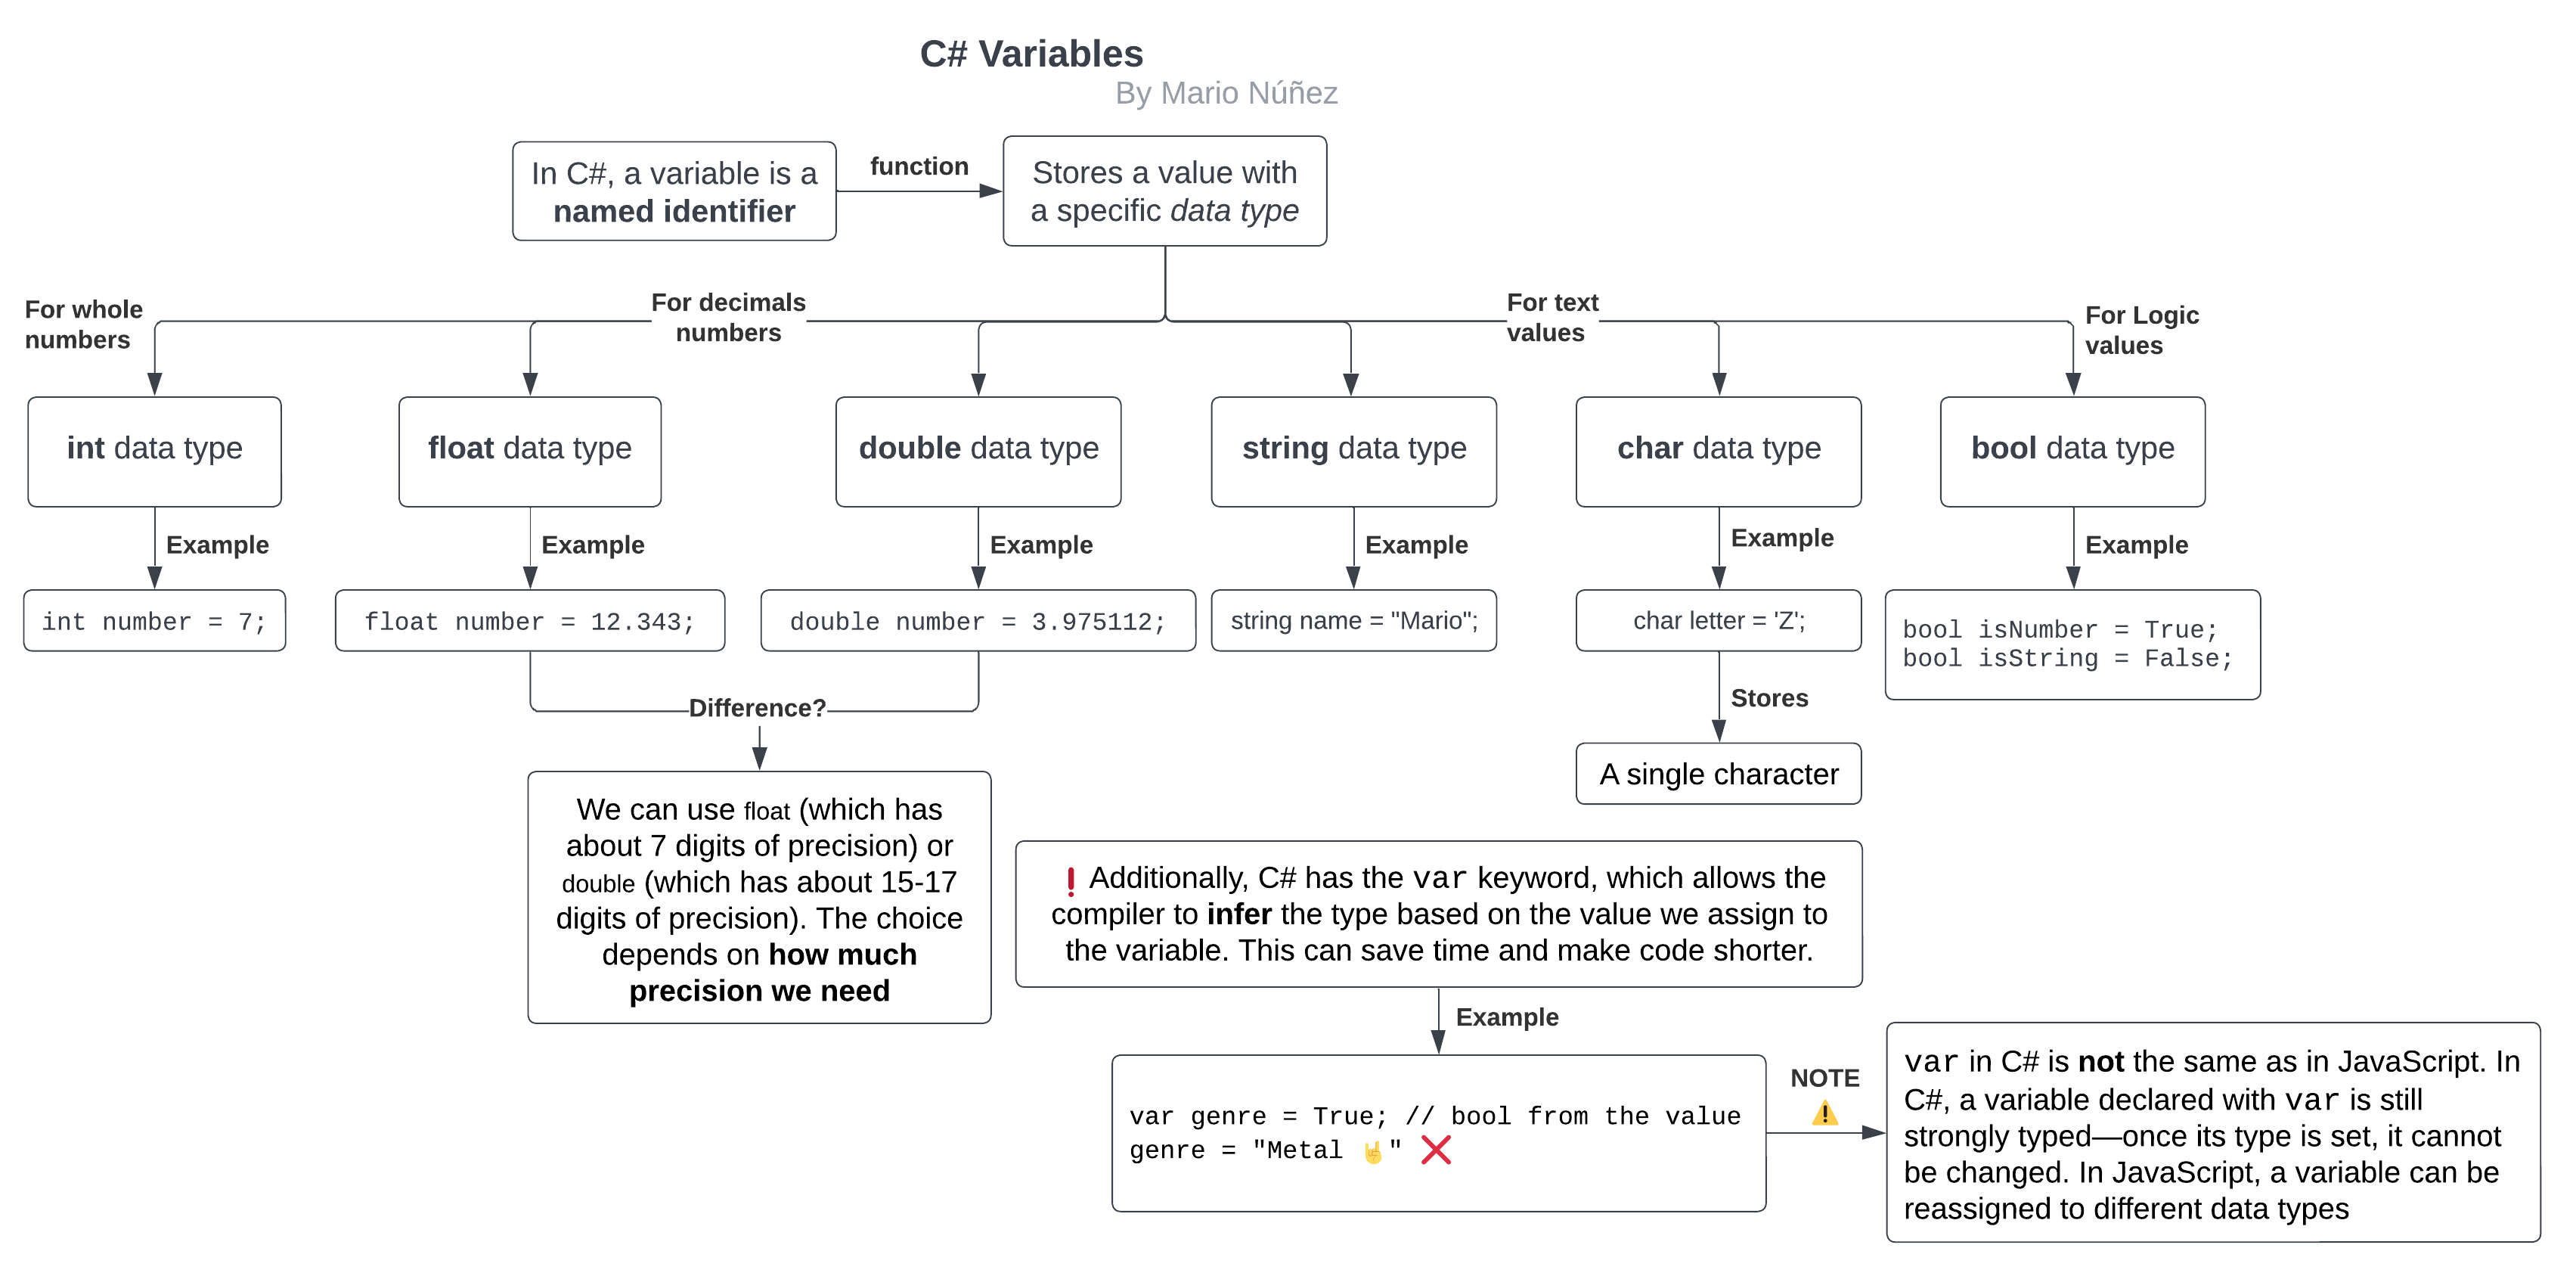 C# Variables
By Mario Núñez
In C#, a variable is a
named identifier
function
Stores a value with
a specific data type
For whole
numbers
For decimals
numbers
For text
values
For Logic
values
int data type
float data type
double data type
string data type
char data type
bool data type
Example
Example
Example
Example
Example
Example
int number = 7;
float number = 12.343;
double number = 3.975112;
string name = "Mario";
char letter = 'Z';
bool isNumber = True;
bool isString = False;
Difference?
Stores
A single character
We can use float (which has
about 7 digits of precision) or
double (which has about 15-17
digits of precision). The choice
depends on how much
precision we need
❗ Additionally, C# has the var keyword, which allows the
compiler to infer the type based on the value we assign to
the variable. This can save time and make code shorter.
Example
var genre = True; // bool from the value
genre = "Metal 🤘" ❌
NOTE
⚠️
var in C# is not the same as in JavaScript. In
C#, a variable declared with var is still
strongly typed—once its type is set, it cannot
be changed. In JavaScript, a variable can be
reassigned to different data types